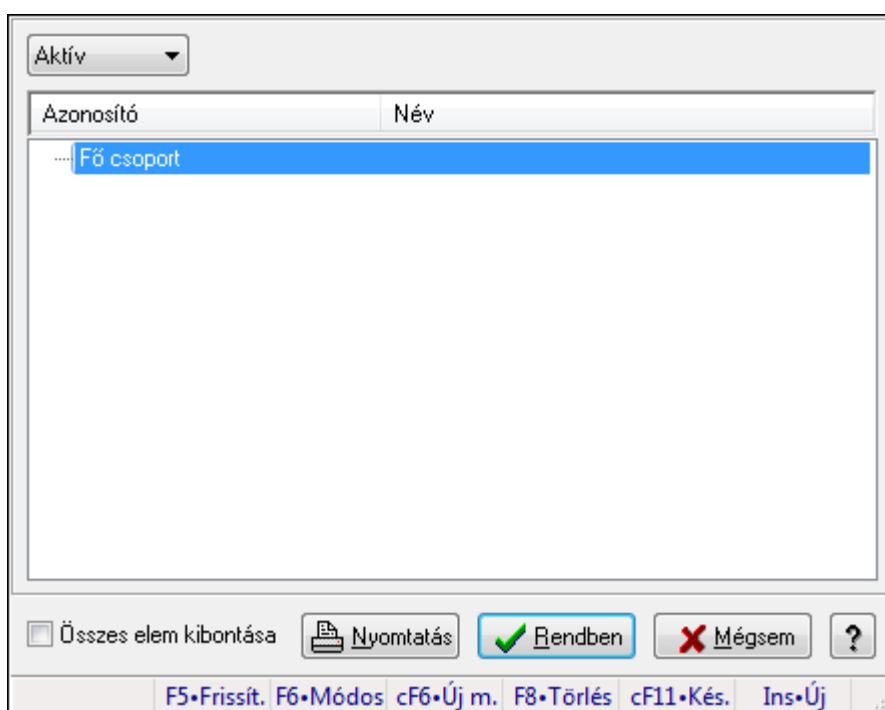 Aktív
Azonosító Név
Fő csoport
Összes elem kibontása Nyomtatás Rendben Mégsem ?
F5•Frissít. F6•Módos cF6•Új m. F8•Törlés cF11•Kés. Ins•Új